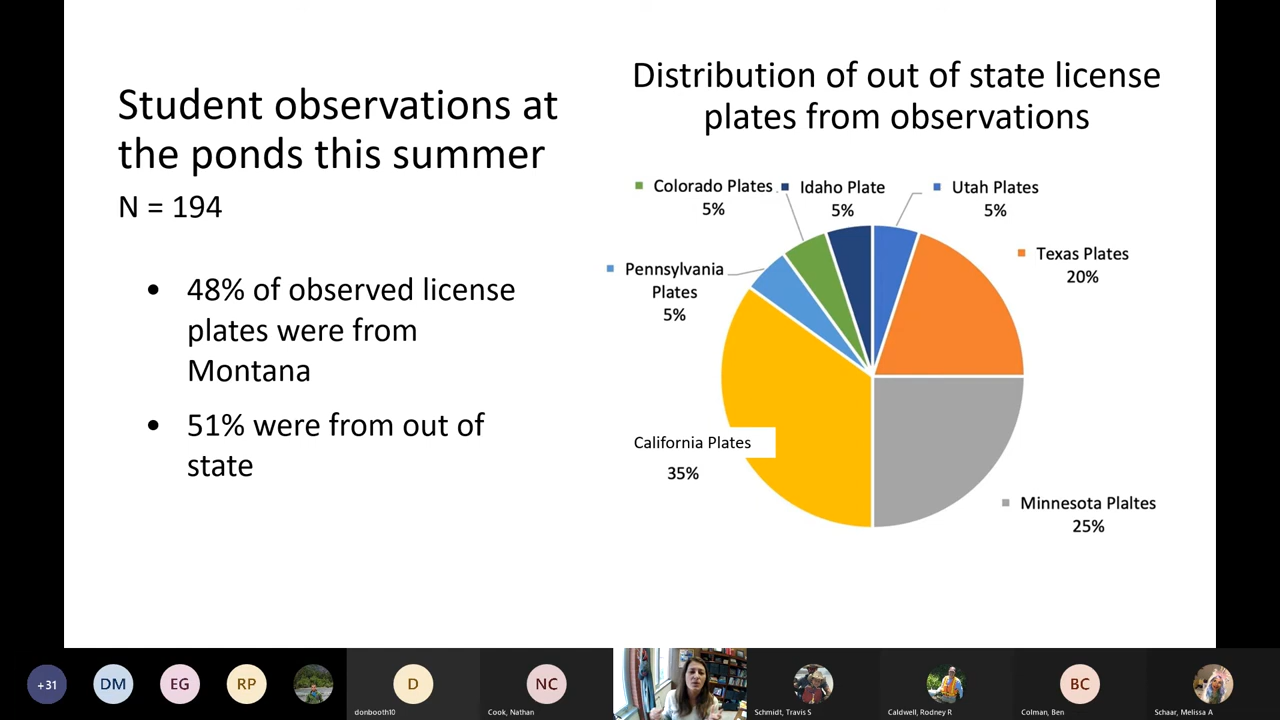 Student observations at
the ponds this summer
N = 194
• 48% of observed license
plates were from
Montana
• 51% were from out of
state
Distribution of out of state license
plates from observations
Colorado Plates
5%
Idaho Plate
5%
Utah Plates
5%
Texas Plates
20%
Pennsylvania
Plates
5%
California Plates
35%
Minnesota Plaltes
25%
+31
DM
EG
RP
D
donbooth10
NC
Cook, Nathan
Schmidt, Travis S
Caldwell, Rodney R
BC
Colman, Ben
Schaar, Melissa A